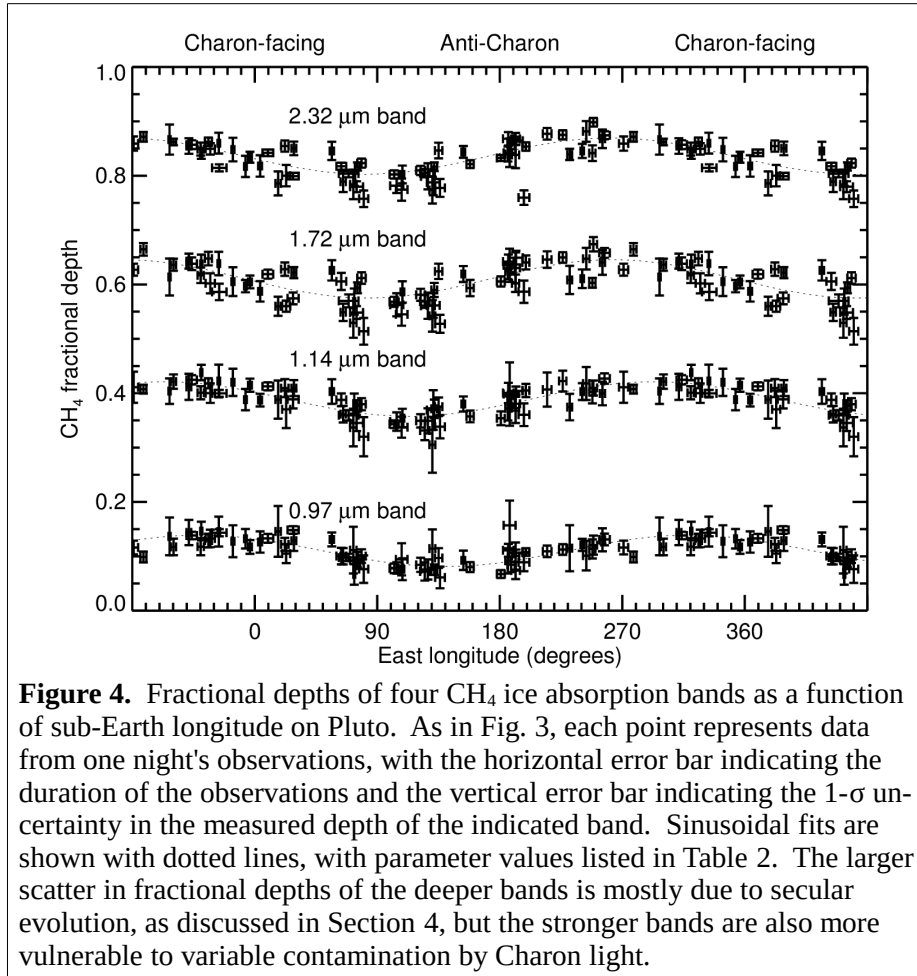 Charon-facing Anti-Charon Charon-facing
1.0
2.32 μm band
0.8
1.72 μm band
0.6
1.14 μm band
0.4
0.2
0.97 μm band
0.0
CH₄ fractional depth
0 90 180 270 360
East longitude (degrees)
Figure 4. Fractional depths of four CH₄ ice absorption bands as a function
of sub-Earth longitude on Pluto. As in Fig. 3, each point represents data
from one night's observations, with the horizontal error bar indicating the
duration of the observations and the vertical error bar indicating the 1-σ un-
certainty in the measured depth of the indicated band. Sinusoidal fits are
shown with dotted lines, with parameter values listed in Table 2. The larger
scatter in fractional depths of the deeper bands is mostly due to secular
evolution, as discussed in Section 4, but the stronger bands are also more
vulnerable to variable contamination by Charon light.